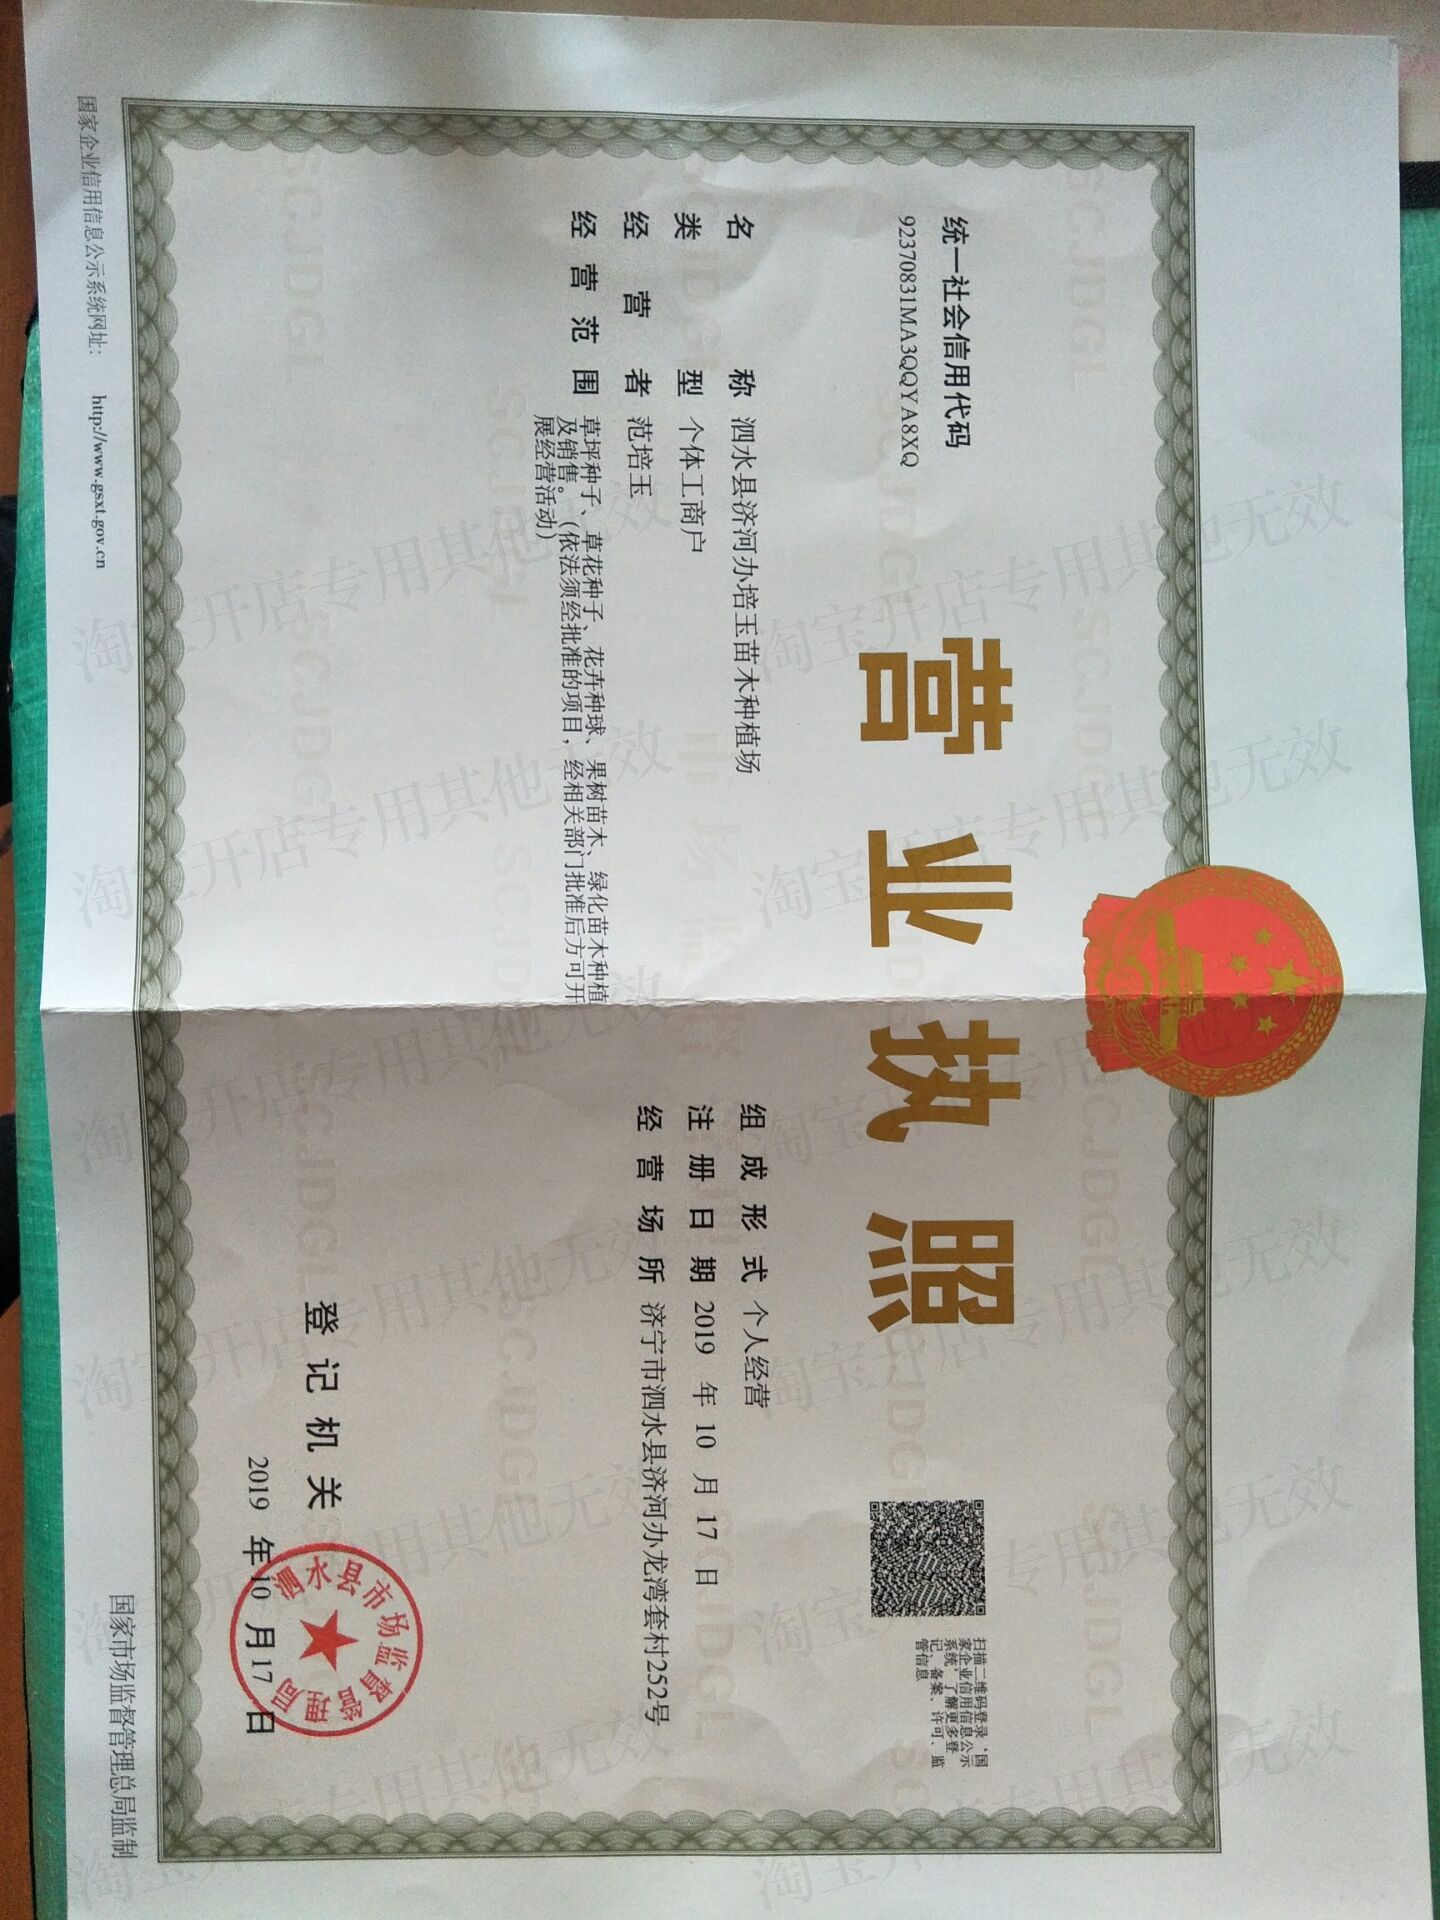 统一社会信用代码
92370831MA3QQYA8XQ
营业执照
扫描二维码登录‘国
家企业信用信息公示
系统’了解更多登
记、备案、许可、监
管信息
名称 泗水县济河办培玉苗木种植场
类型 个体工商户
经营者 范培玉
经营范围 草坪种子、草花种子、花卉种球、果树苗木、绿化苗木种植
及销售。(依法须经批准的项目，经相关部门批准后方可开
展经营活动)
组成形式 个人经营
注册日期 2019 年 10 月 17 日
经营场所 济宁市泗水县济河办龙湾套村252号
登记机关
2019 年 10 月 17 日
泗水县市场监督管理局
国家企业信用信息公示系统网址： http://www.gsxt.gov.cn
国家市场监督管理总局监制
淘宝开店专用其他无效
SCJDGL
市场监督